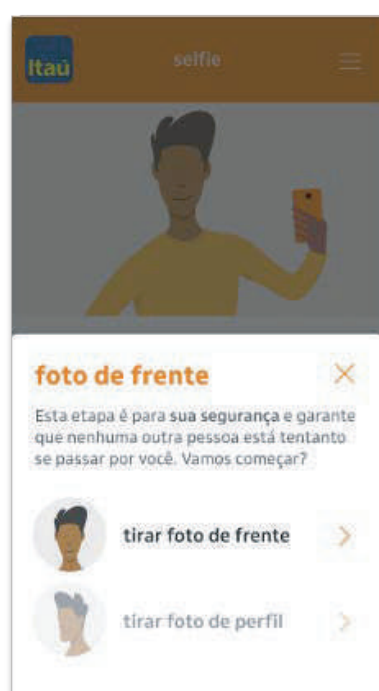 Itaú
selfie
foto de frente
Esta etapa é para sua segurança e garante
que nenhuma outra pessoa está tentanto
se passar por você. Vamos começar?
tirar foto de frente
tirar foto de perfil